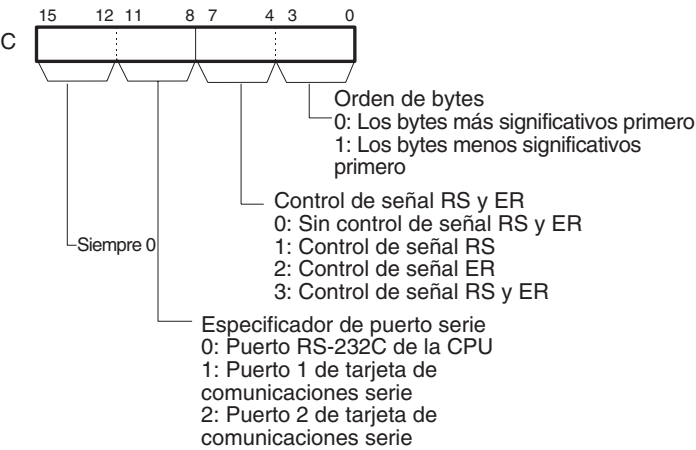 15 12 11 8 7 4 3 0
C
Orden de bytes
0: Los bytes más significativos primero
1: Los bytes menos significativos
primero
Control de señal RS y ER
0: Sin control de señal RS y ER
1: Control de señal RS
2: Control de señal ER
3: Control de señal RS y ER
Siempre 0
Especificador de puerto serie
0: Puerto RS-232C de la CPU
1: Puerto 1 de tarjeta de
comunicaciones serie
2: Puerto 2 de tarjeta de
comunicaciones serie